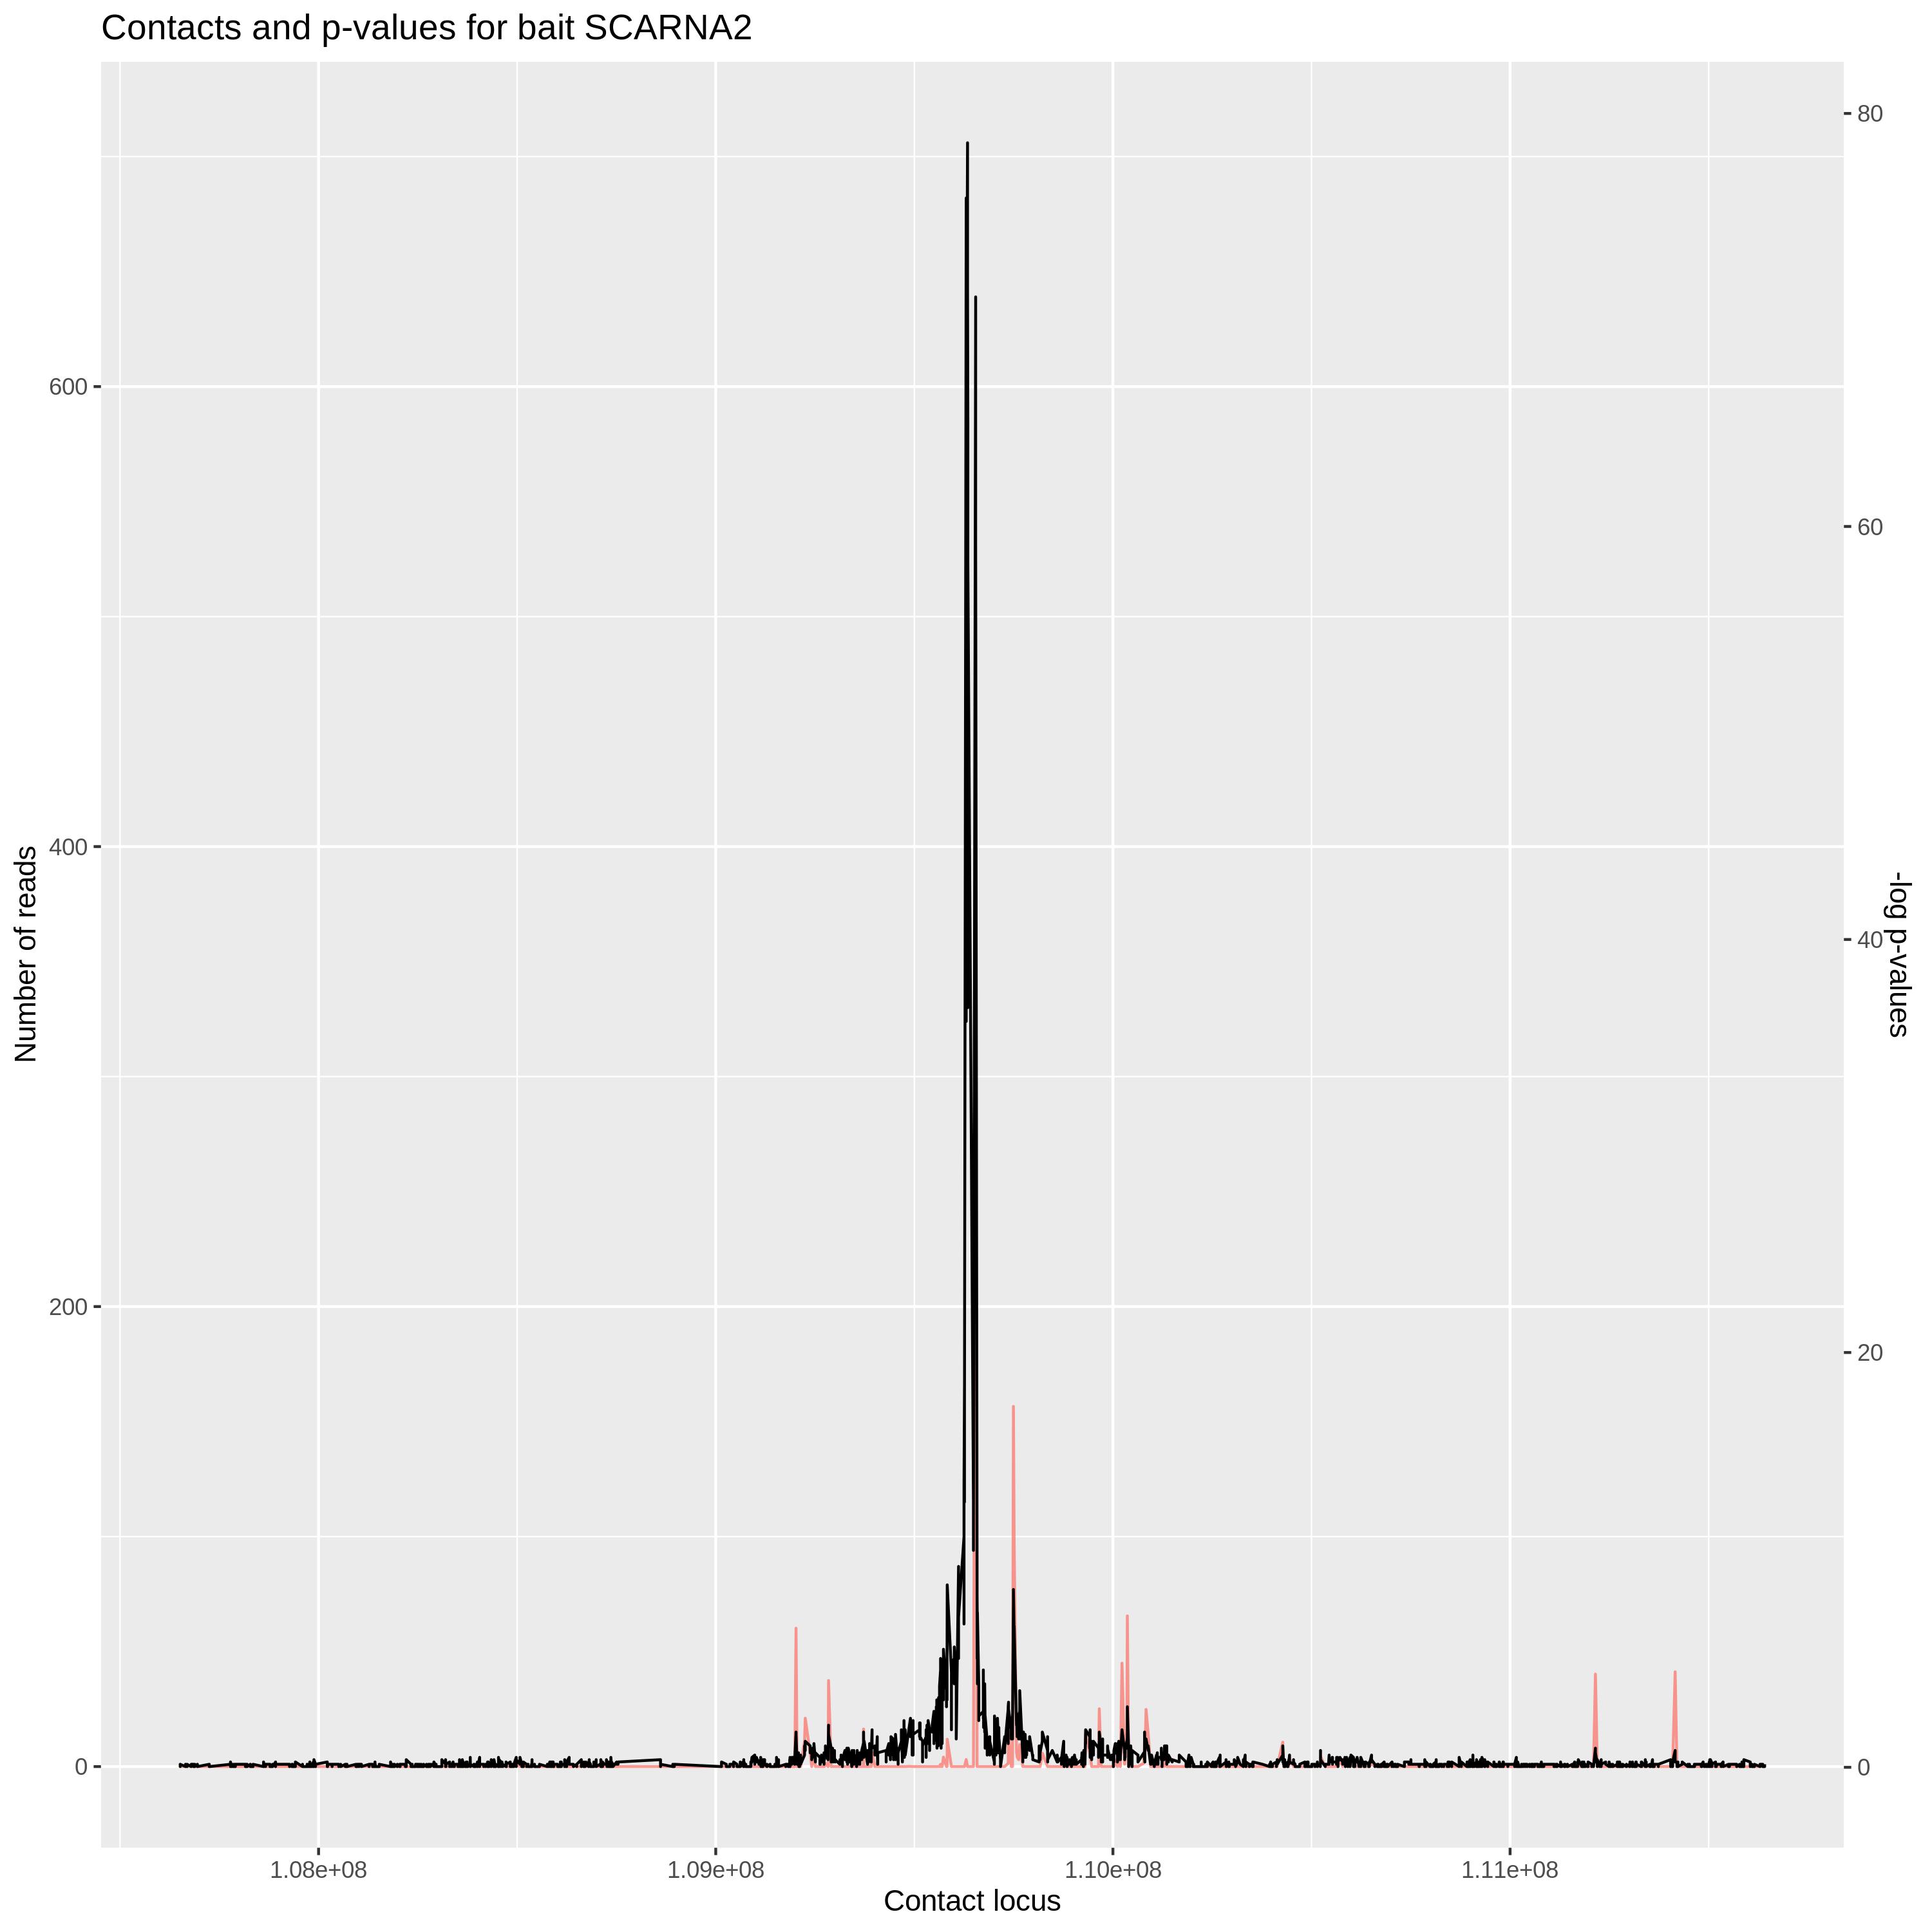 Contacts and p-values for bait SCARNA2
80
600
60
400
40
200
20
0
0
Number of reads
-log p-values
1.08e+08
1.09e+08
1.10e+08
1.11e+08
Contact locus